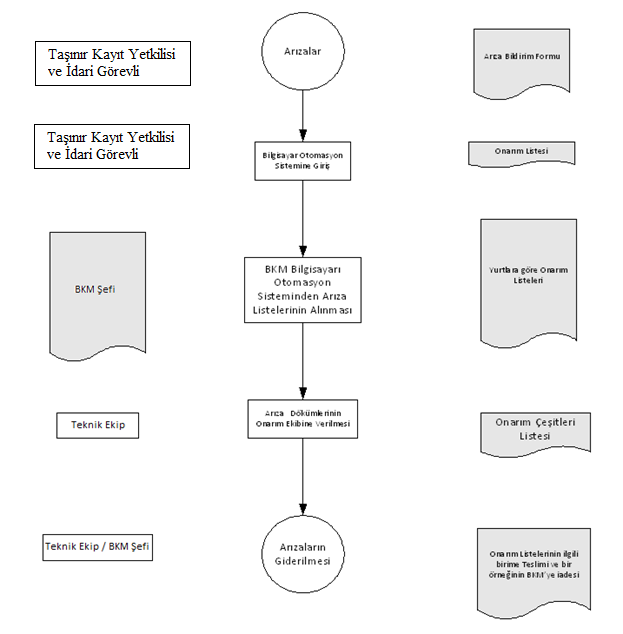 Taşınır Kayıt Yetkilisi
ve İdari Görevli
Arızalar
Arıza Bildirim Formu
Taşınır Kayıt Yetkilisi
ve İdari Görevli
Bilgisayar Otomasyon
Sistemine Giriş
Onarım Listesi
BKM Şefi
BKM Bilgisayarı
Otomasyon
Sisteminden Arıza
Listelerinin Alınması
Yurtlara göre Onarım
Listeleri
Teknik Ekip
Arıza Dökümlerinin
Onarım Ekibine Verilmesi
Onarım Çeşitleri
Listesi
Teknik Ekip / BKM Şefi
Arızaların
Giderilmesi
Onarım Listelerinin ilgili
birime Teslimi ve bir
örneğinin BKM'ye iadesi